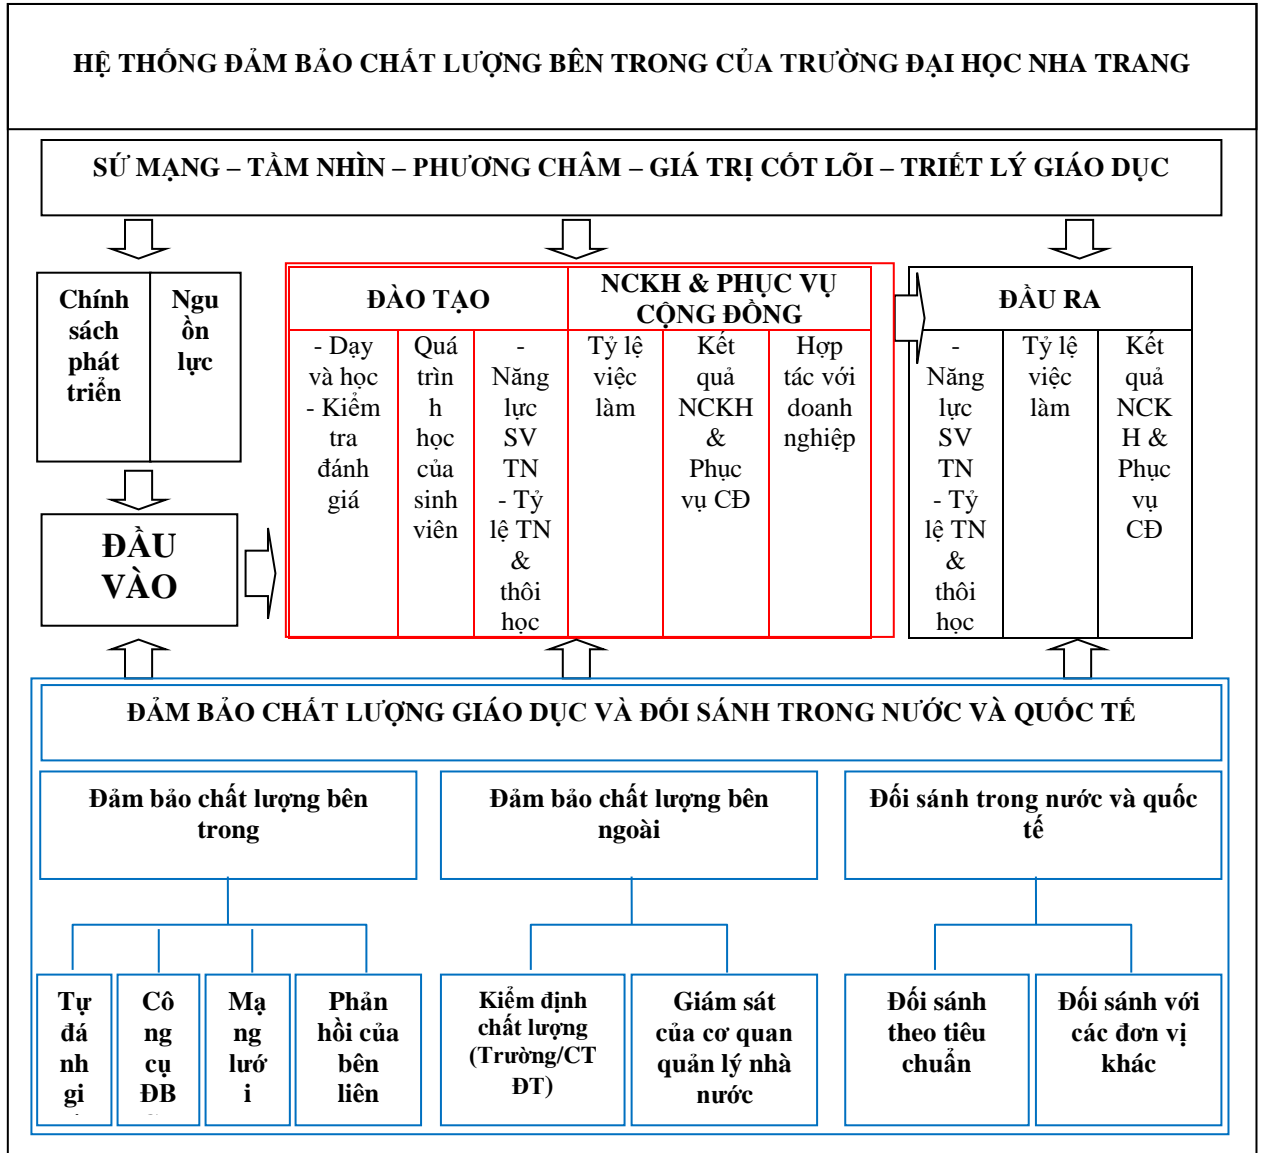 HỆ THỐNG ĐẢM BẢO CHẤT LƯỢNG BÊN TRONG CỦA TRƯỜNG ĐẠI HỌC NHA TRANG
SỨ MẠNG – TẦM NHÌN – PHƯƠNG CHÂM – GIÁ TRỊ CỐT LÕI – TRIẾT LÝ GIÁO DỤC
Chính
sách
phát
triển
Ngu
ồn
lực
ĐẦU
VÀO
ĐÀO TẠO
- Dạy
và học
- Kiểm
tra
đánh
giá
Quá
trìn
h
học
của
sinh
viên
-
Năng
lực
SV
TN
- Tỷ
lệ TN
&
thôi
học
NCKH & PHỤC VỤ
CỘNG ĐỒNG
Tỷ lệ
việc
làm
Kết
quả
NCKH
&
Phục
vụ CĐ
Hợp
tác với
doanh
nghiệp
ĐẦU RA
-
Năng
lực
SV
TN
- Tỷ
lệ TN
&
thôi
học
Tỷ lệ
việc
làm
Kết
quả
NCK
H &
Phục
vụ
CĐ
ĐẢM BẢO CHẤT LƯỢNG GIÁO DỤC VÀ ĐỐI SÁNH TRONG NƯỚC VÀ QUỐC TẾ
Đảm bảo chất lượng bên
trong
Tự
đá
nh
gi
Cô
ng
cụ
ĐB
Mạ
ng
lướ
i
Phản
hồi của
bên
liên
Đảm bảo chất lượng bên
ngoài
Kiểm định
chất lượng
(Trường/CT
ĐT)
Giám sát
của cơ quan
quản lý nhà
nước
Đối sánh trong nước và quốc
tế
Đối sánh
theo tiêu
chuẩn
Đối sánh với
các đơn vị
khác